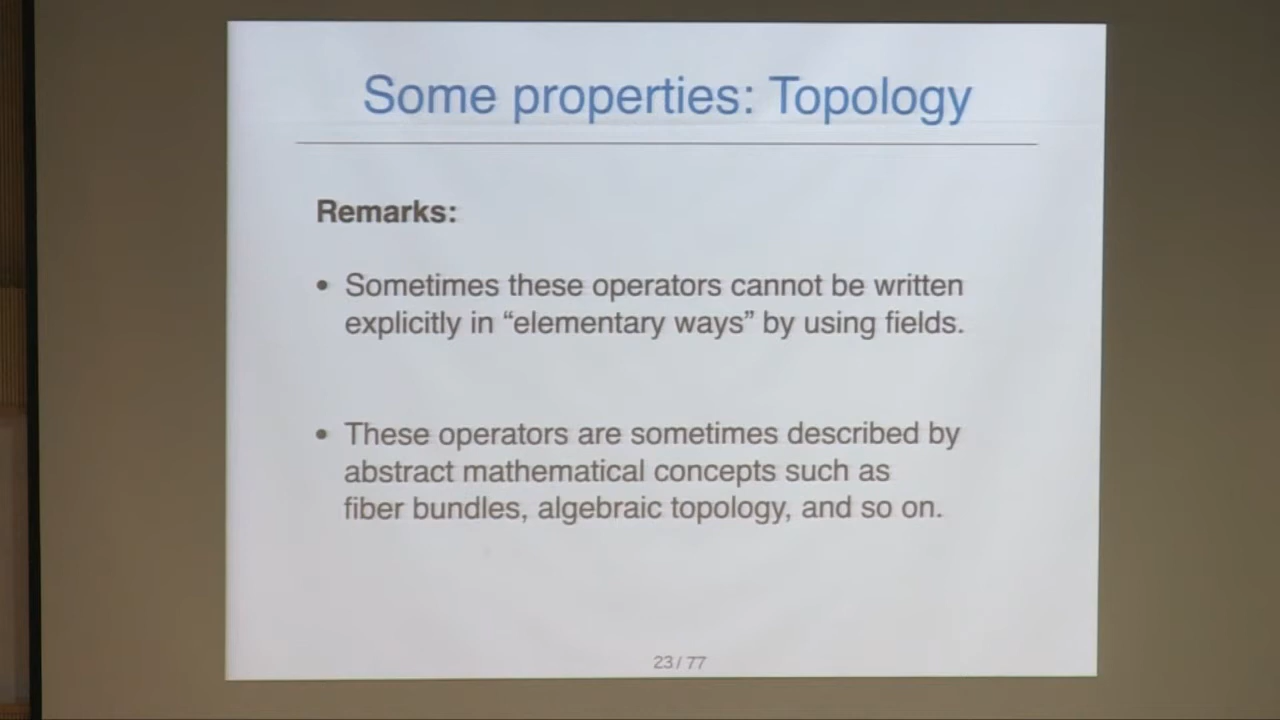 Some properties: Topology
Remarks:
• Sometimes these operators cannot be written
explicitly in “elementary ways” by using fields.
• These operators are sometimes described by
abstract mathematical concepts such as
fiber bundles, algebraic topology, and so on.
23 / 77